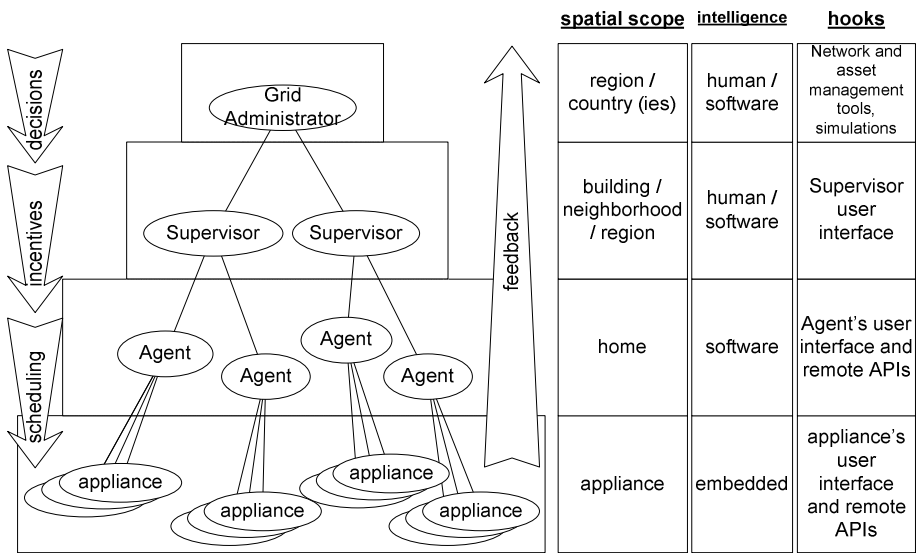 spatial scope
intelligence
hooks
decisions
Grid
Administrator
region /
country (ies)
human /
software
Network and
asset
management
tools,
simulations
incentives
Supervisor
Supervisor
feedback
building /
neighborhood
/ region
human /
software
Supervisor
user
interface
scheduling
Agent
Agent
Agent
Agent
home
software
Agent’s user
interface and
remote APIs
appliance
appliance
appliance
appliance
appliance
embedded
appliance’s
user
interface
and remote
APIs